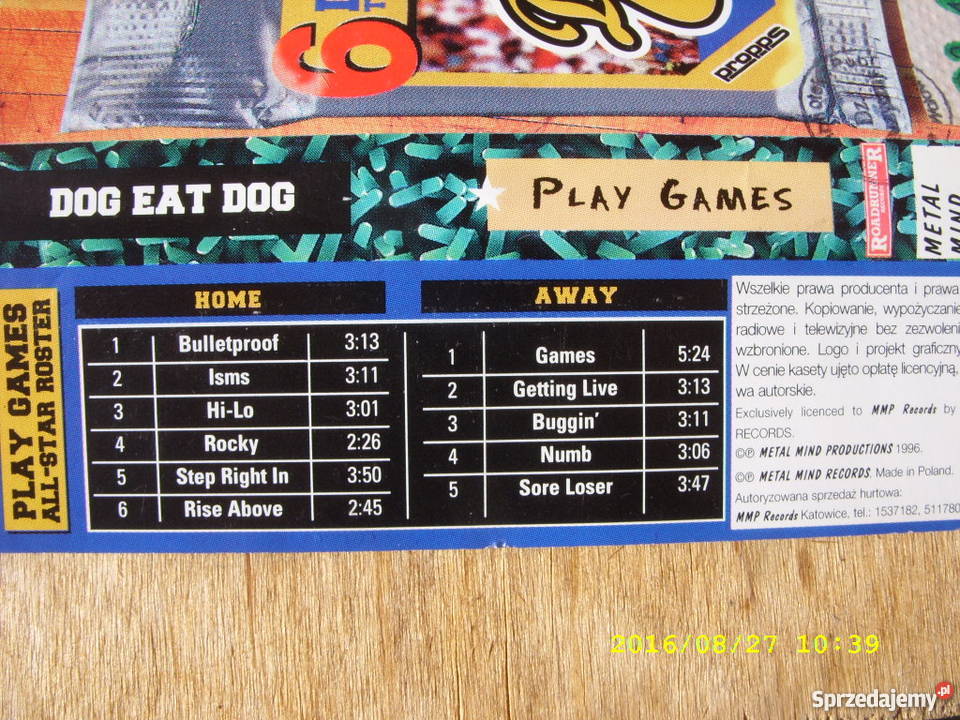 6
propps
DOG EAT DOG
PLAY GAMES
ROADRUNNER
RECORDS
METAL
MIND
PLAY GAMES
ALL-STAR ROSTER
HOME
1 Bulletproof 3:13
2 Isms 3:11
3 Hi-Lo 3:01
4 Rocky 2:26
5 Step Right In 3:50
6 Rise Above 2:45
AWAY
1 Games 5:24
2 Getting Live 3:13
3 Buggin' 3:11
4 Numb 3:06
5 Sore Loser 3:47
Wszelkie prawa producenta i prawa
strzeżone. Kopiowanie, wypożyczanie
radiowe i telewizyjne bez zezwoleni
wzbronione. Logo i projekt graficzny
W cenie kasety ujęto opłatę licencyjną,
wa autorskie.
Exclusively licenced to MMP Records by
RECORDS.
©℗ METAL MIND PRODUCTIONS 1996.
©℗ METAL MIND RECORDS. Made in Poland.
Autoryzowana sprzedaż hurtowa:
MMP Records Katowice, tel.: 1537182, 511780
2016/08/27 10:39
Sprzedajemy.pl